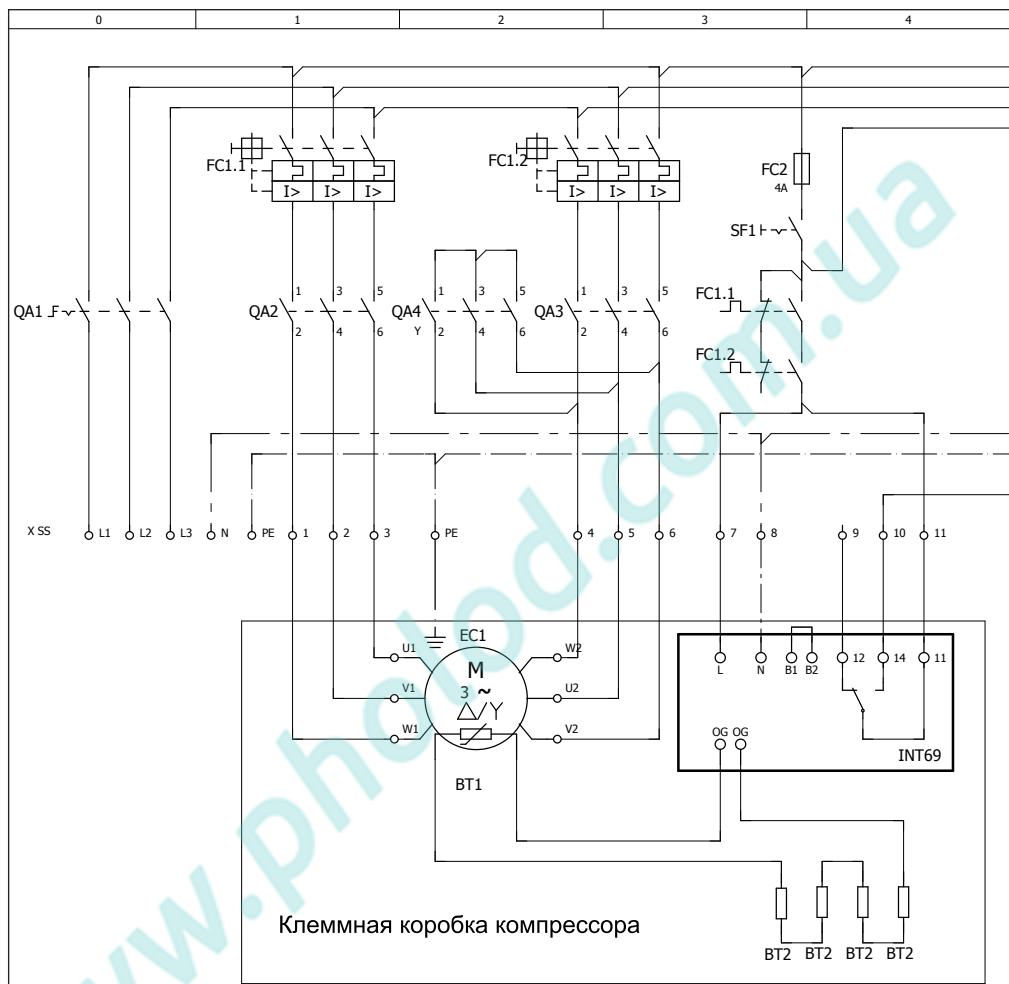 0 1 2 3 4
FC1.1
I> I> I>
FC1.2
I> I> I>
FC2
4A
SF1
QA1
QA2
1 3 5
2 4 6
QA4
Y
1 3 5
2 4 6
QA3
1 3 5
2 4 6
FC1.1
FC1.2
X SS
L1 L2 L3 N PE 1 2 3 PE 4 5 6 7 8 9 10 11
EC1
U1
V1
W1
M
3 ~
△/Y
W2
U2
V2
BT1
L N B1 B2 12 14 11
OG OG
INT69
Клеммная коробка компрессора
BT2 BT2 BT2 BT2
www.pholod.com.ua